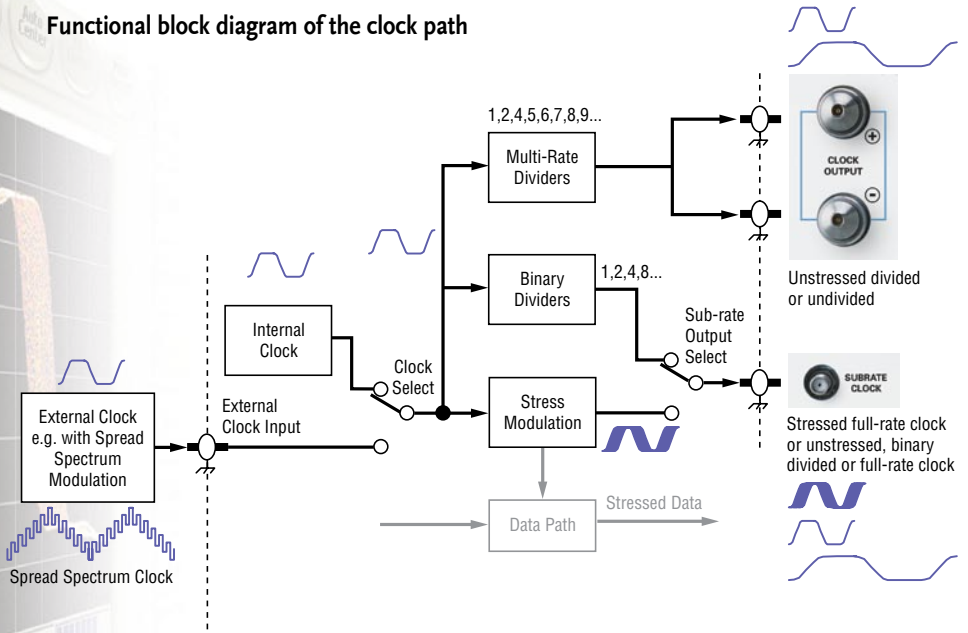 Auto
Center
Functional block diagram of the clock path
1,2,4,5,6,7,8,9...
Multi-Rate
Dividers
+
CLOCK
OUTPUT
−
Unstressed divided
or undivided
Binary
Dividers
1,2,4,8...
Sub-rate
Output
Select
Internal
Clock
Clock
Select
External
Clock Input
External Clock
e.g. with Spread
Spectrum
Modulation
Spread Spectrum Clock
Stress
Modulation
SUBRATE
CLOCK
Stressed full-rate clock
or unstressed, binary
divided or full-rate clock
Data Path
Stressed Data